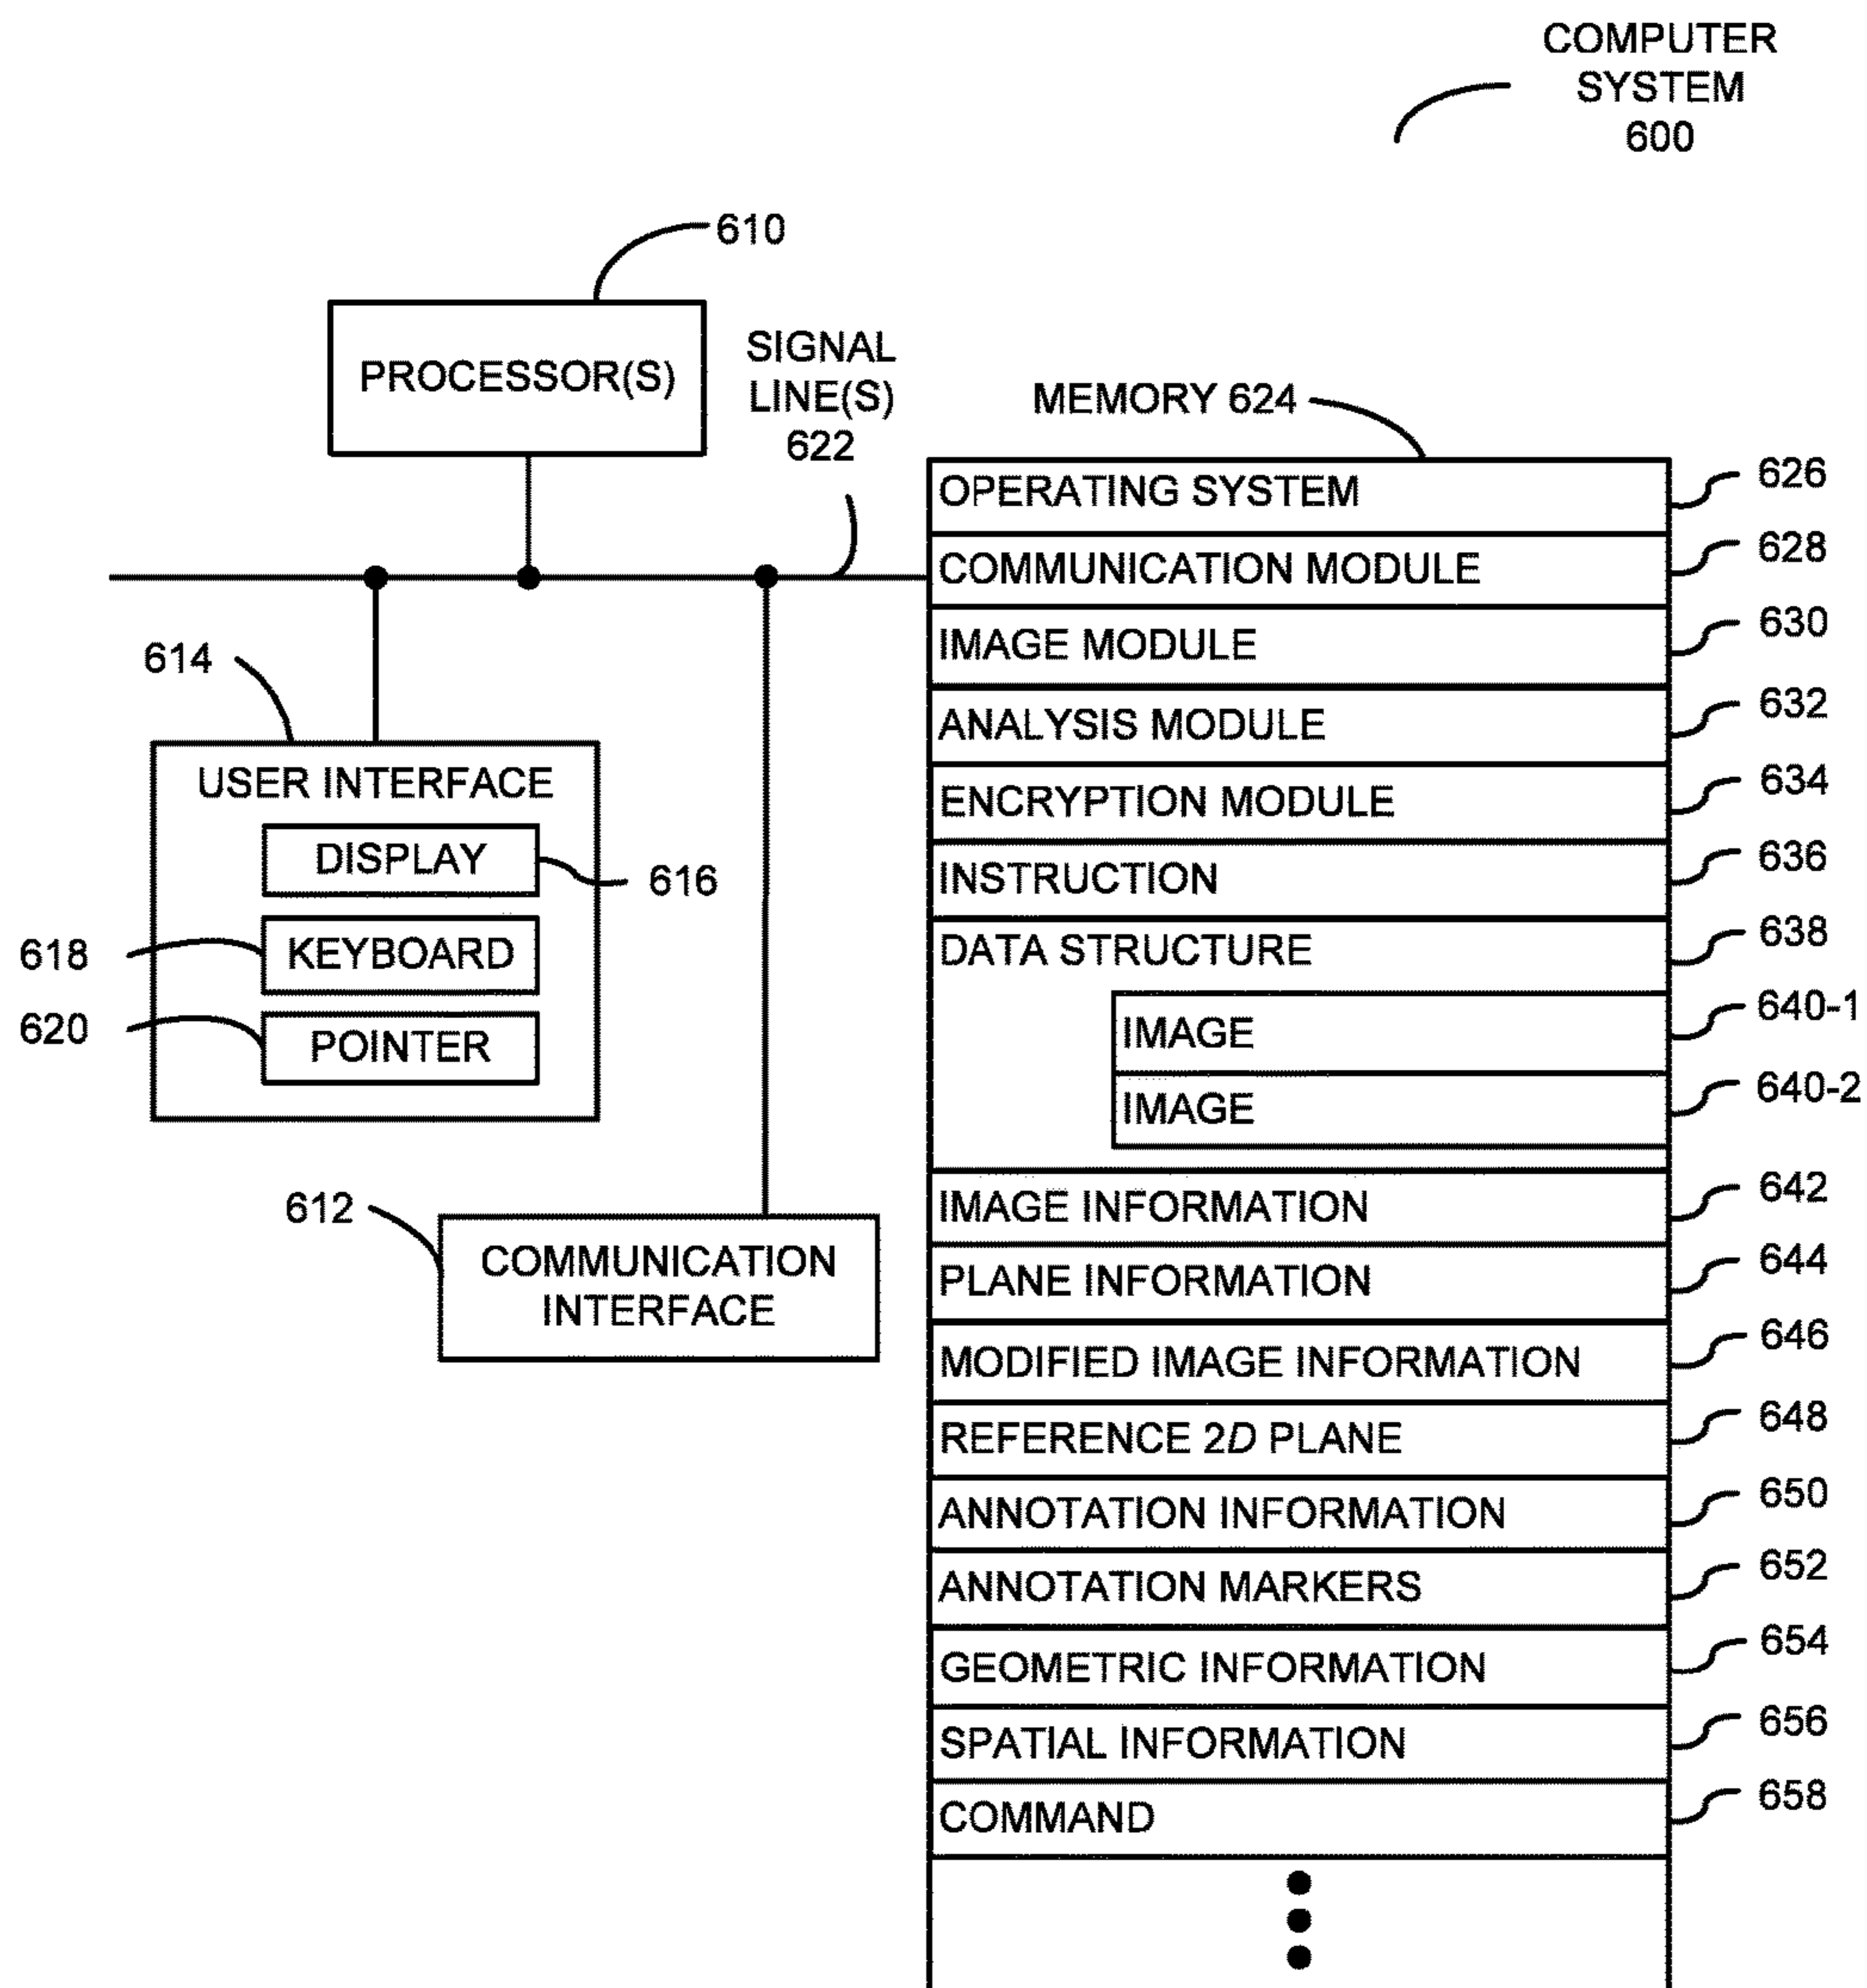 COMPUTER
SYSTEM
600
610
PROCESSOR(S)
SIGNAL
LINE(S)
622
MEMORY 624
OPERATING SYSTEM
626
COMMUNICATION MODULE
628
IMAGE MODULE
630
ANALYSIS MODULE
632
ENCRYPTION MODULE
634
INSTRUCTION
636
DATA STRUCTURE
638
IMAGE
640-1
IMAGE
640-2
IMAGE INFORMATION
642
PLANE INFORMATION
644
MODIFIED IMAGE INFORMATION
646
REFERENCE 2D PLANE
648
ANNOTATION INFORMATION
650
ANNOTATION MARKERS
652
GEOMETRIC INFORMATION
654
SPATIAL INFORMATION
656
COMMAND
658
614
USER INTERFACE
DISPLAY
616
618
KEYBOARD
620
POINTER
612
COMMUNICATION
INTERFACE